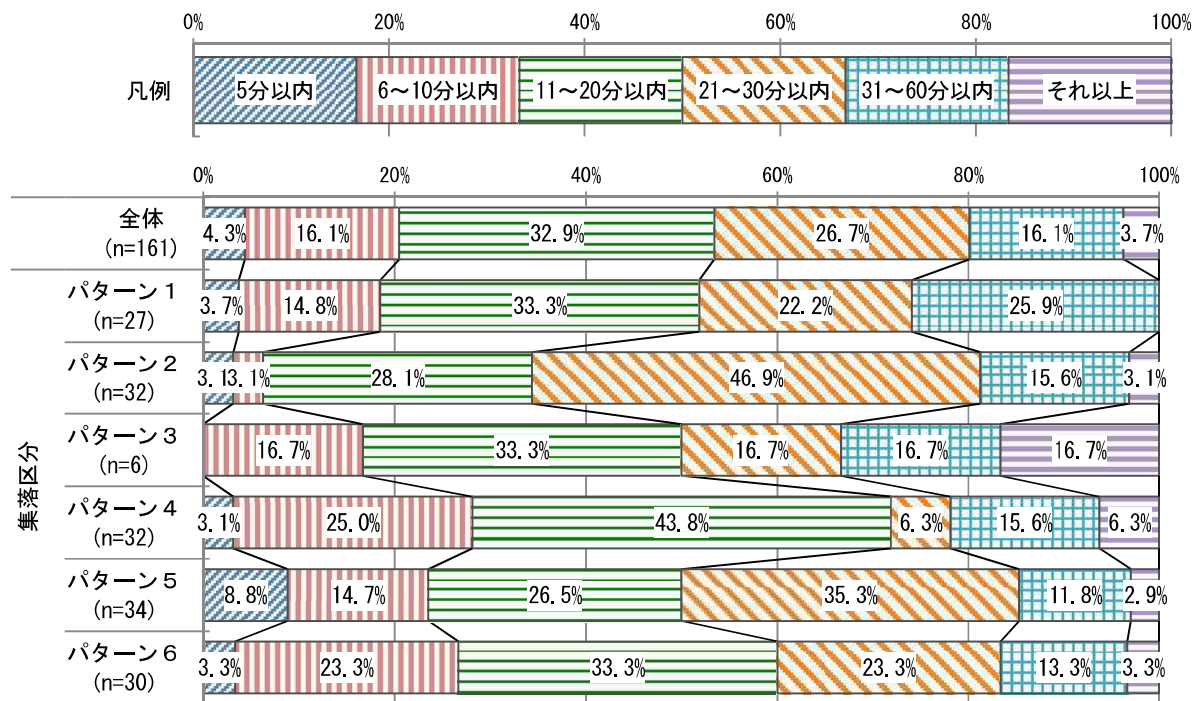 0% 20% 40% 60% 80% 100%
凡例 5分以内 6～10分以内 11～20分以内 21～30分以内 31～60分以内 それ以上
0% 20% 40% 60% 80% 100%
全体
(n=161)
4.3% 16.1% 32.9% 26.7% 16.1% 3.7%
集落区分
パターン１
(n=27)
3.7% 14.8% 33.3% 22.2% 25.9%
パターン２
(n=32)
3.1 3.1% 28.1% 46.9% 15.6% 3.1%
パターン３
(n=6)
16.7% 33.3% 16.7% 16.7% 16.7%
パターン４
(n=32)
3.1% 25.0% 43.8% 6.3% 15.6% 6.3%
パターン５
(n=34)
8.8% 14.7% 26.5% 35.3% 11.8% 2.9%
パターン６
(n=30)
3.3% 23.3% 33.3% 23.3% 13.3% 3.3%